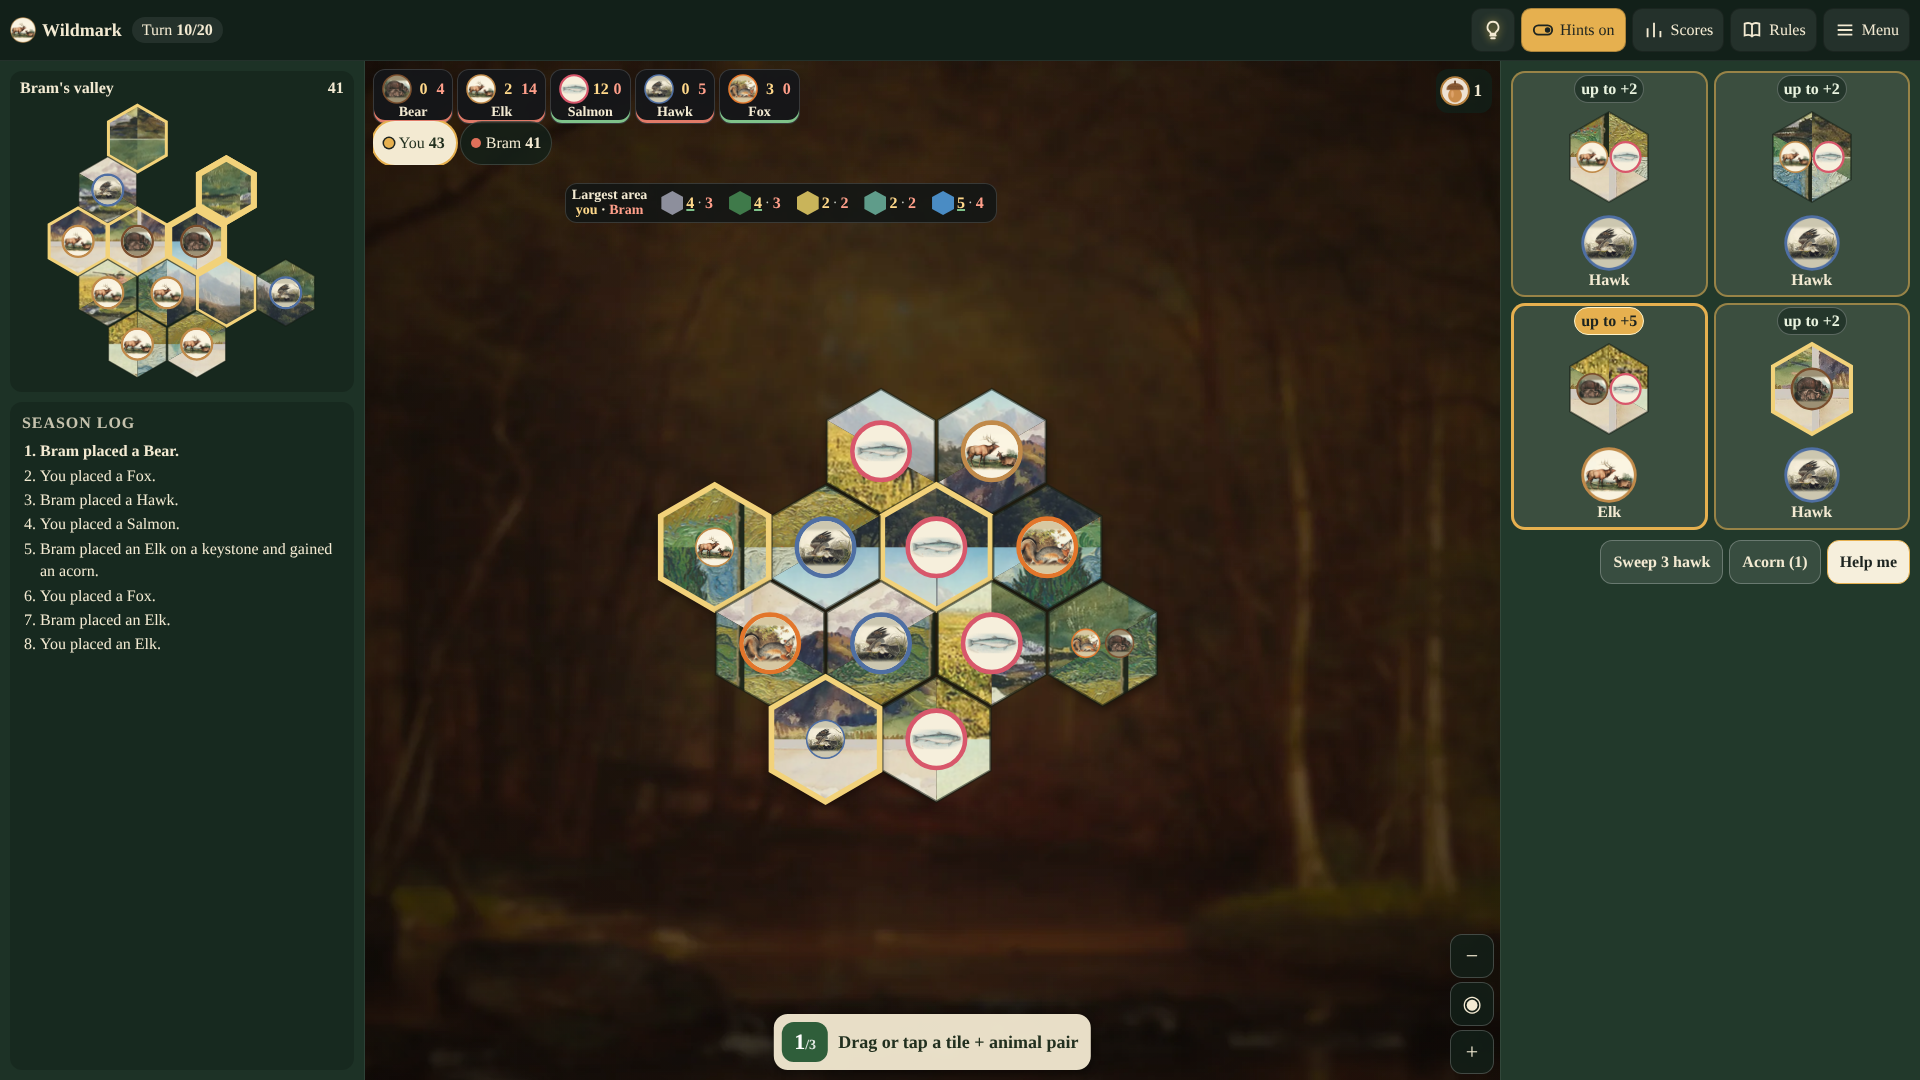 Wildmark
Turn 10/20
Hints on
Scores
Rules
Menu
Bram's valley
41
SEASON LOG
1. Bram placed a Bear.
2. You placed a Fox.
3. Bram placed a Hawk.
4. You placed a Salmon.
5. Bram placed an Elk on a keystone and gained
an acorn.
6. You placed a Fox.
7. Bram placed an Elk.
8. You placed an Elk.
0 4
Bear
2 14
Elk
12 0
Salmon
0 5
Hawk
3 0
Fox
1
You 43
Bram 41
Largest area
you · Bram
4 · 3
4 · 3
2 · 2
2 · 2
5 · 4
up to +2
Hawk
up to +2
Hawk
up to +5
Elk
up to +2
Hawk
Sweep 3 hawk
Acorn (1)
Help me
−
+
1/3
Drag or tap a tile + animal pair